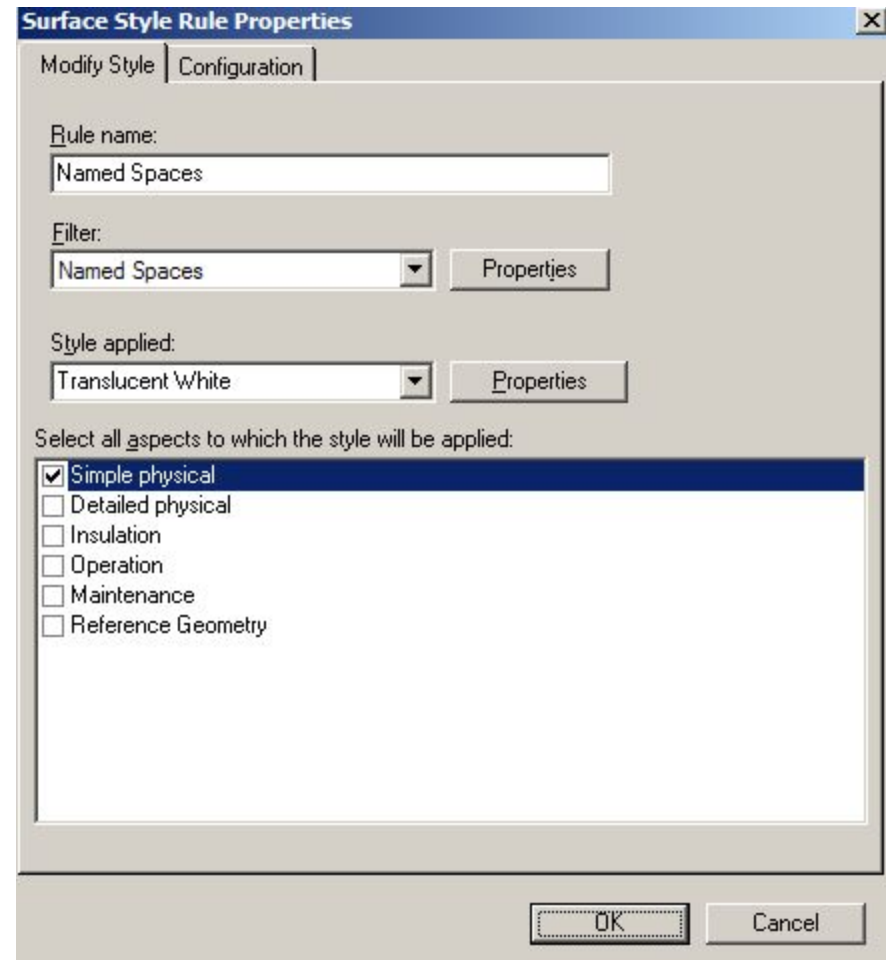 Surface Style Rule Properties
Modify Style
Configuration
Rule name:
Named Spaces
Filter:
Named Spaces
Properties
Style applied:
Translucent White
Properties
Select all aspects to which the style will be applied:
Simple physical
Detailed physical
Insulation
Operation
Maintenance
Reference Geometry
OK
Cancel